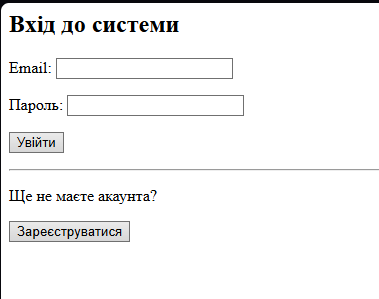 Вхід до системи
Email:
Пароль:
Увійти
Ще не маєте акаунта?
Зареєструватися